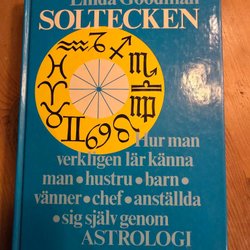 Linda Goodman
SOLTECKEN
Hur man
verkligen lär känna
man • hustru • barn •
vänner • chef • anställda
• sig själv genom
ASTROLOGI